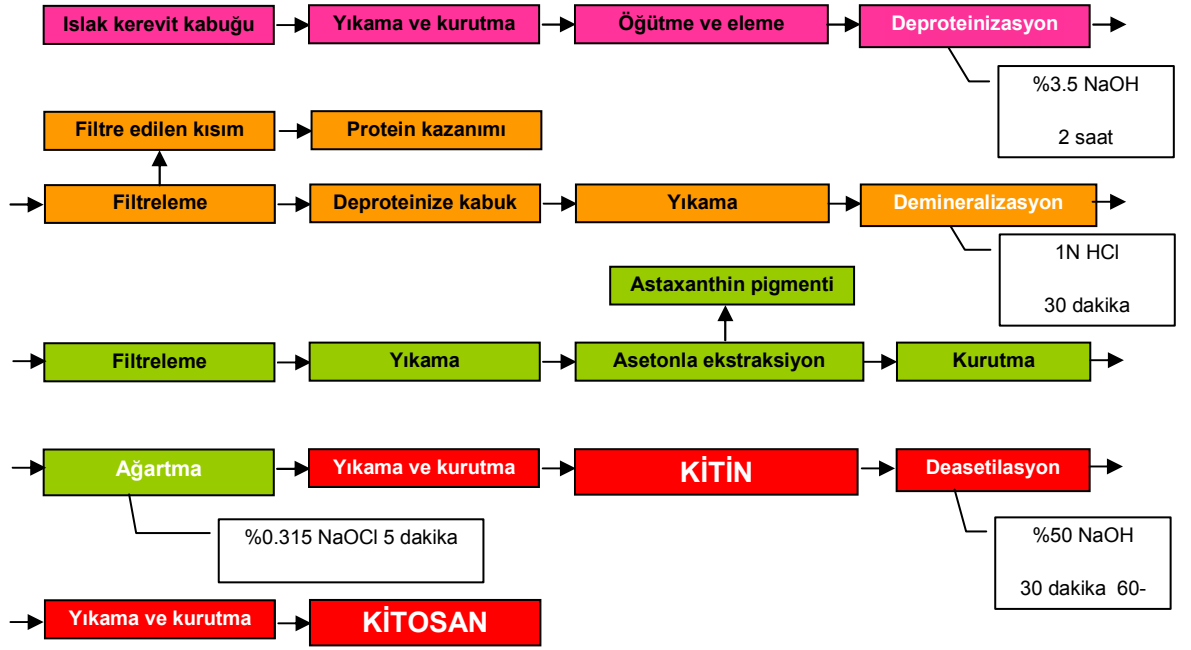 Islak kerevit kabuğu
Yıkama ve kurutma
Öğütme ve eleme
Deproteinizasyon
%3.5 NaOH
2 saat
Filtre edilen kısım
Protein kazanımı
Filtreleme
Deproteinize kabuk
Yıkama
Demineralizasyon
1N HCl
30 dakika
Astaxanthin pigmenti
Filtreleme
Yıkama
Asetonla ekstraksiyon
Kurutma
Ağartma
Yıkama ve kurutma
KİTİN
Deasetilasyon
%0.315 NaOCl 5 dakika
%50 NaOH
30 dakika 60-
Yıkama ve kurutma
KİTOSAN